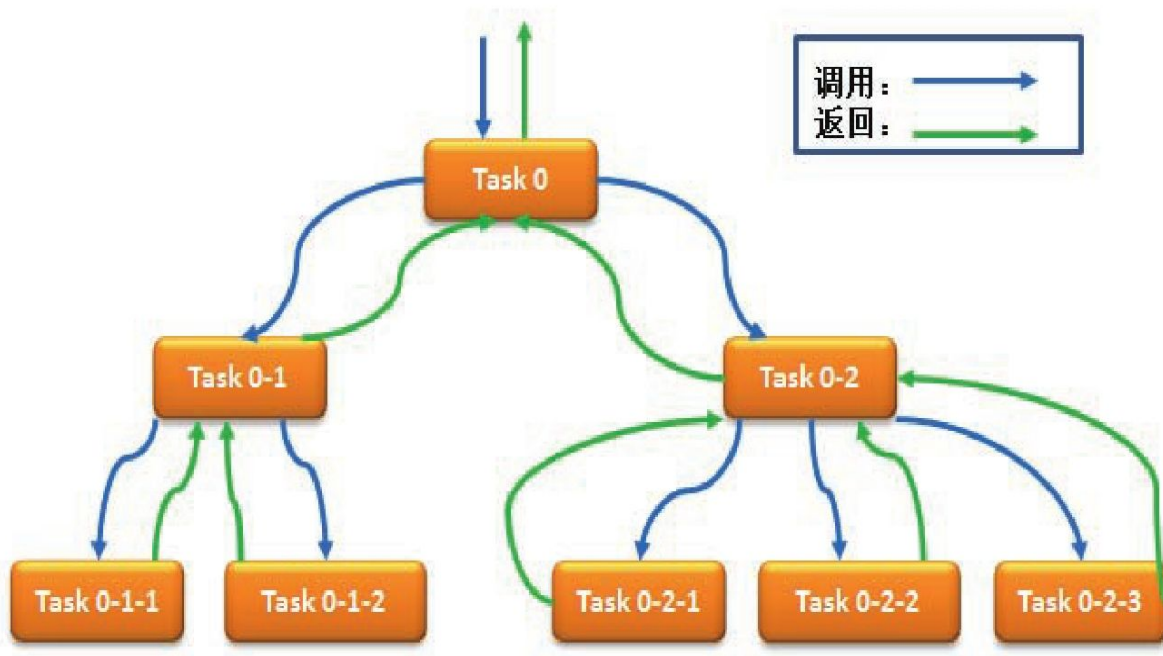 调用：
返回：
Task 0
Task 0-1
Task 0-2
Task 0-1-1
Task 0-1-2
Task 0-2-1
Task 0-2-2
Task 0-2-3